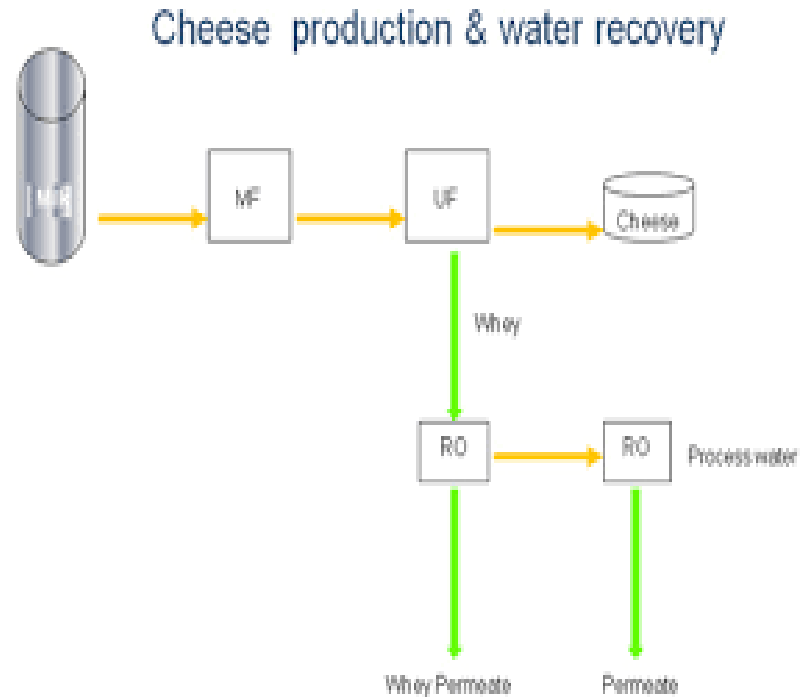 Cheese production & water recovery
MF
UF
Cheese
Whey
RO
RO
Process water
Whey Permeate
Permeate